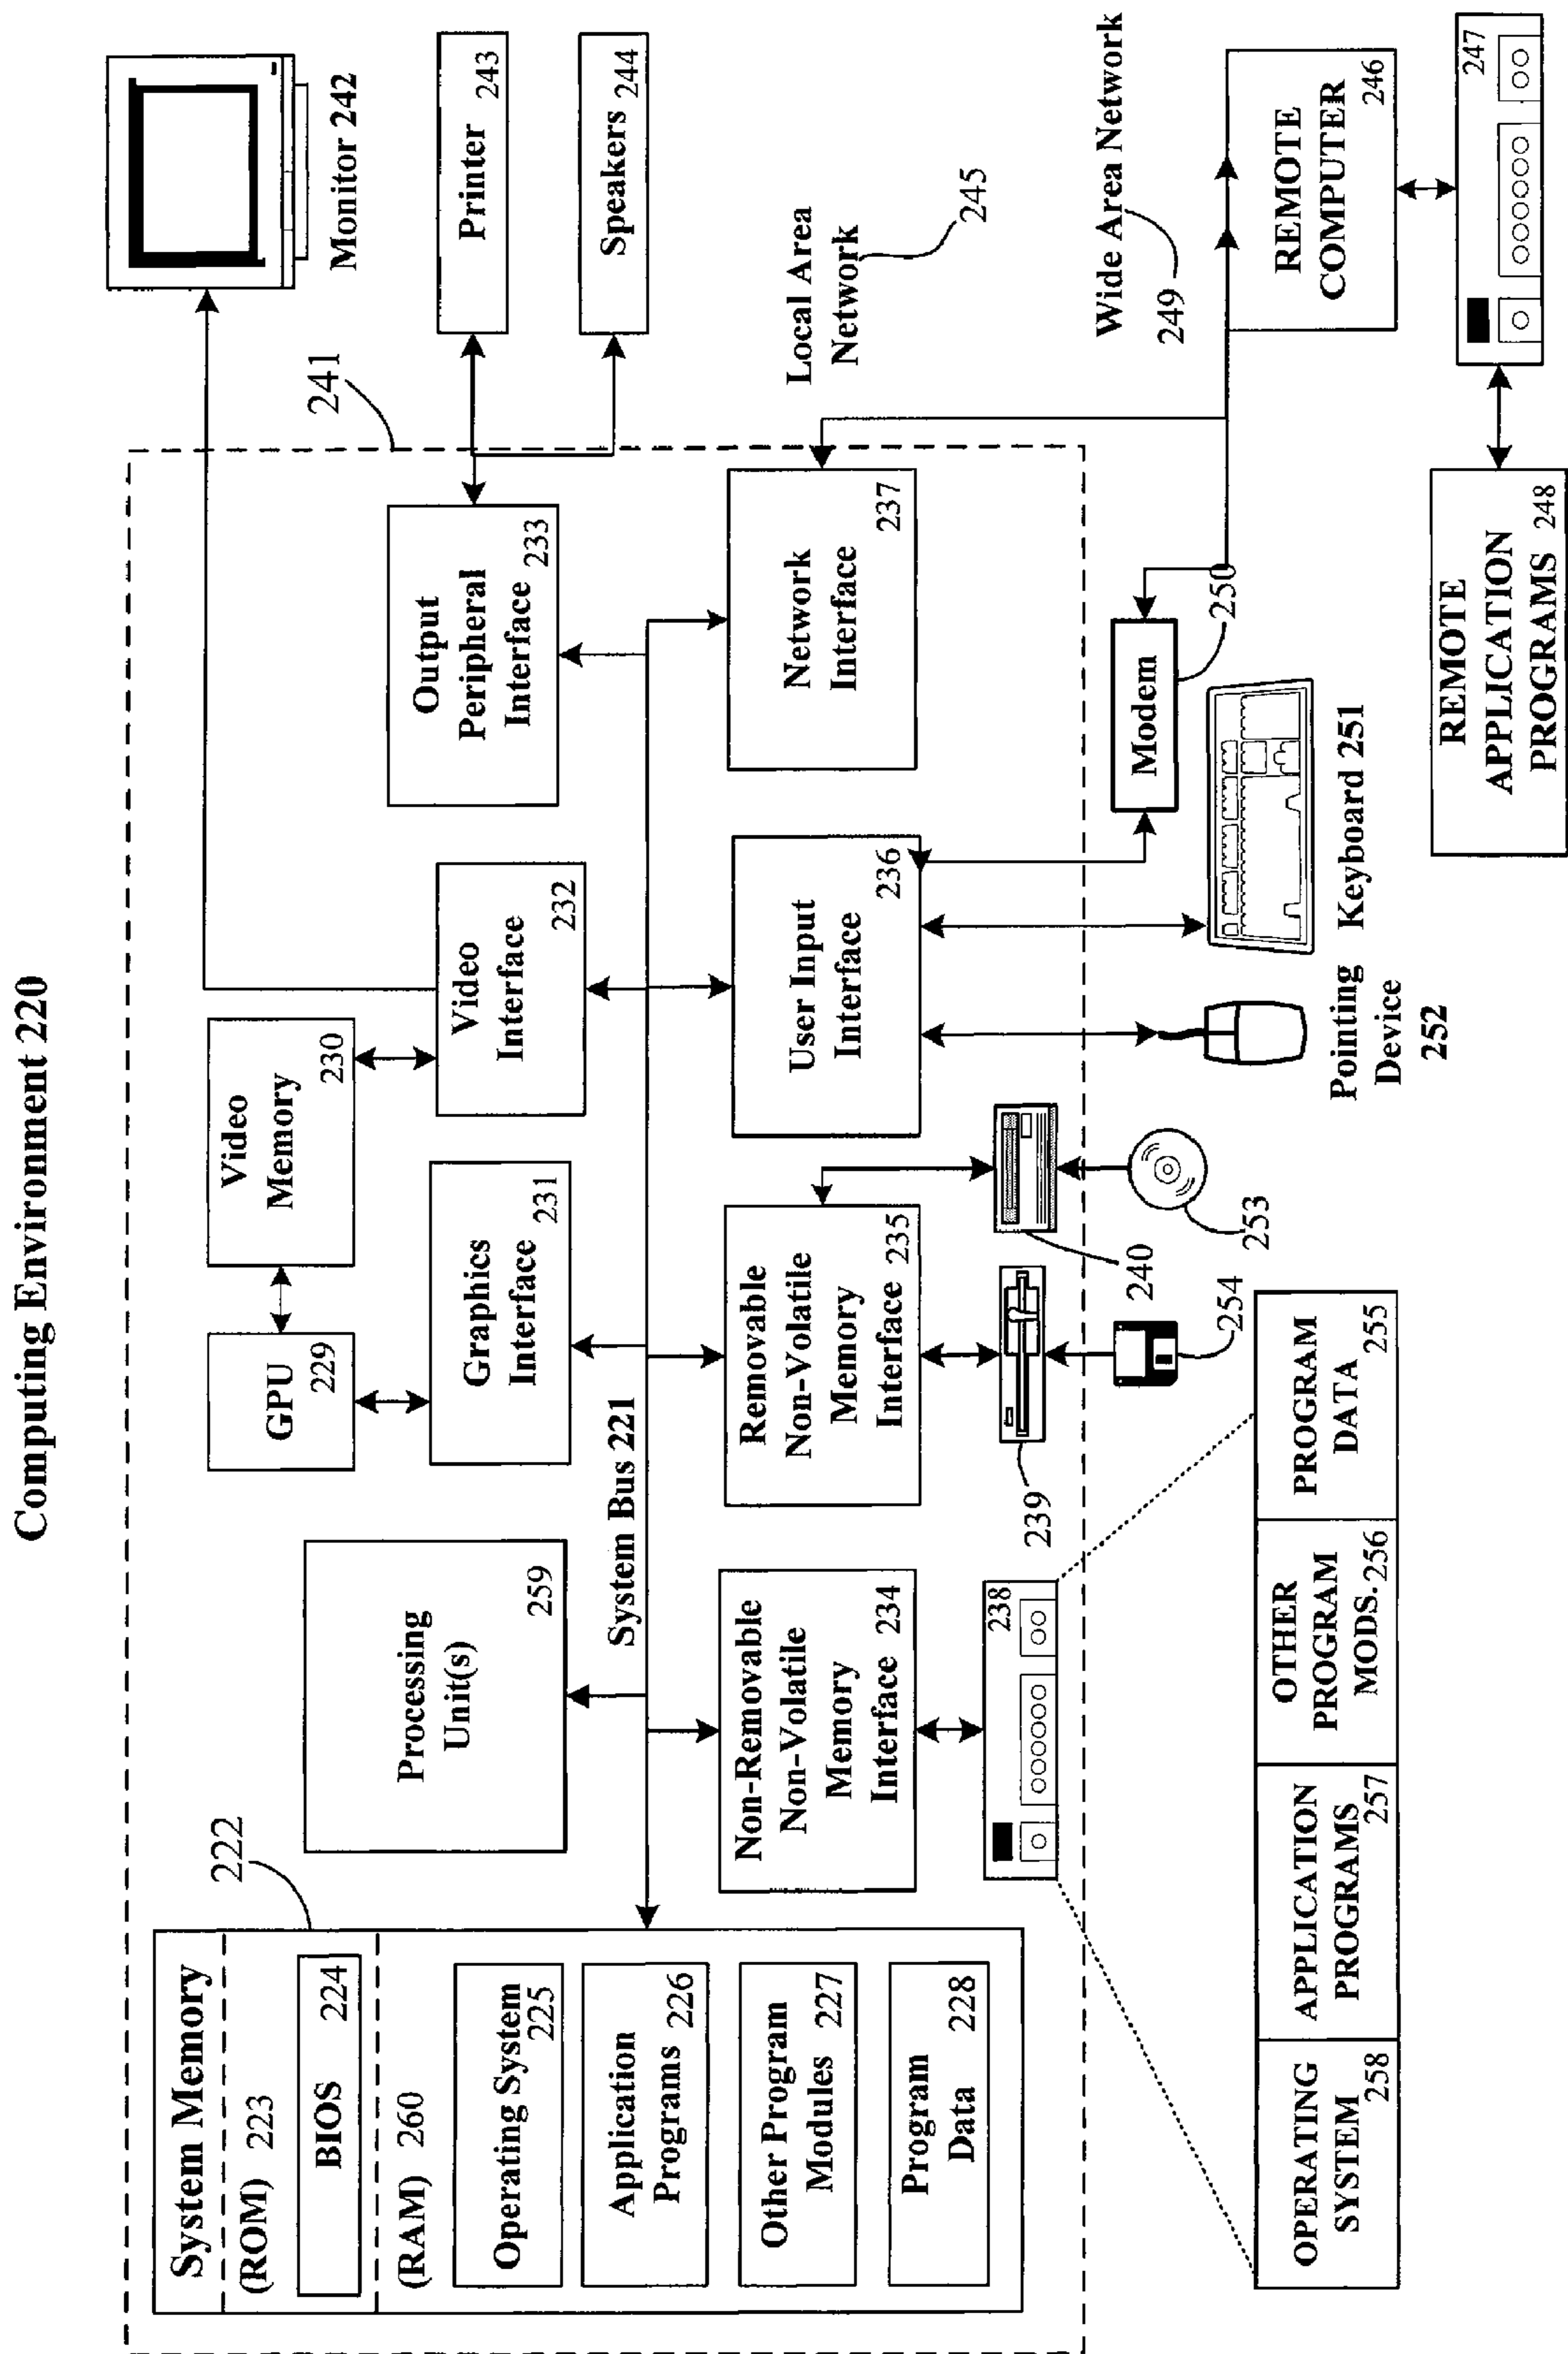 Computing Environment 220
222
System Memory
(ROM) 223
BIOS 224
(RAM) 260
Operating System
225
Application
Programs 226
Other Program
Modules 227
Program
Data 228
Processing
Unit(s)
259
System Bus 221
GPU
229
Video
Memory
230
Graphics
Interface
231
Video
Interface
232
Output
Peripheral
Interface 233
241
Monitor 242
Printer
243
Speakers
244
Non-Removable
Non-Volatile
Memory
Interface 234
Removable
Non-Volatile
Memory
Interface 235
User Input
Interface
236
Network
Interface
237
Local Area
Network
245
238
239
240
254
253
Pointing
Device
252
Keyboard 251
Modem
250
Wide Area Network
249
REMOTE
COMPUTER
246
247
REMOTE
APPLICATION
PROGRAMS 248
OPERATING
SYSTEM
258
APPLICATION
PROGRAMS
257
OTHER
PROGRAM
MODS. 256
PROGRAM
DATA
255